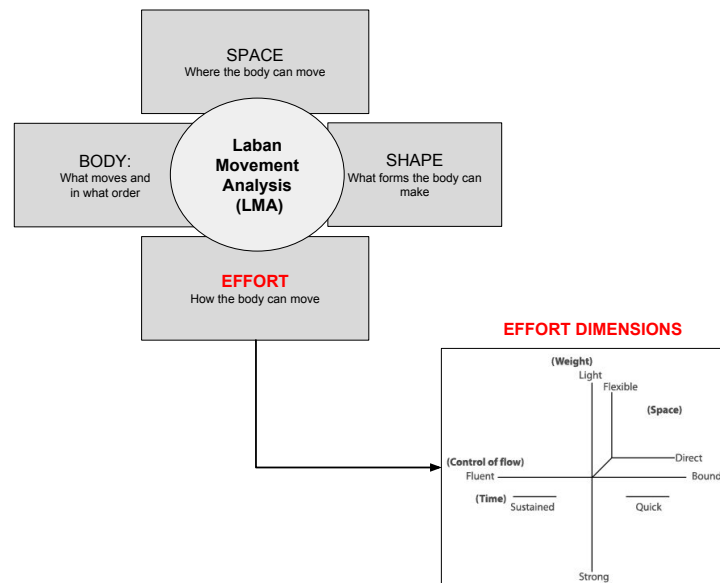 SPACE
Where the body can move
BODY:
What moves and
in what order
Laban
Movement
Analysis
(LMA)
SHAPE
What forms the body can
make
EFFORT
How the body can move
EFFORT DIMENSIONS
(Weight)
Light
Flexible
(Space)
Direct
(Control of flow)
Fluent
Bound
(Time)
Sustained
Quick
Strong